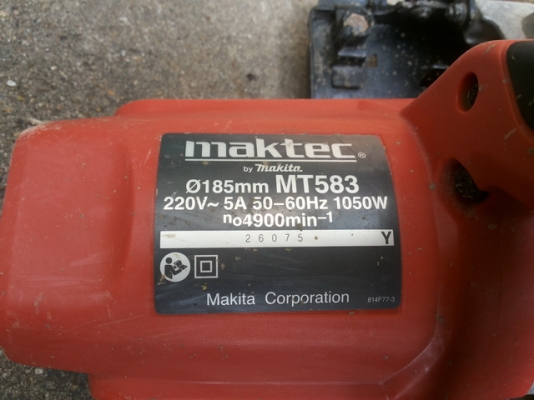 maktec®
by makita
Ø185mm MT583
220V~ 5A 50–60Hz 1050W
no4900min⁻¹
26075 Y
Makita Corporation 814F77-3